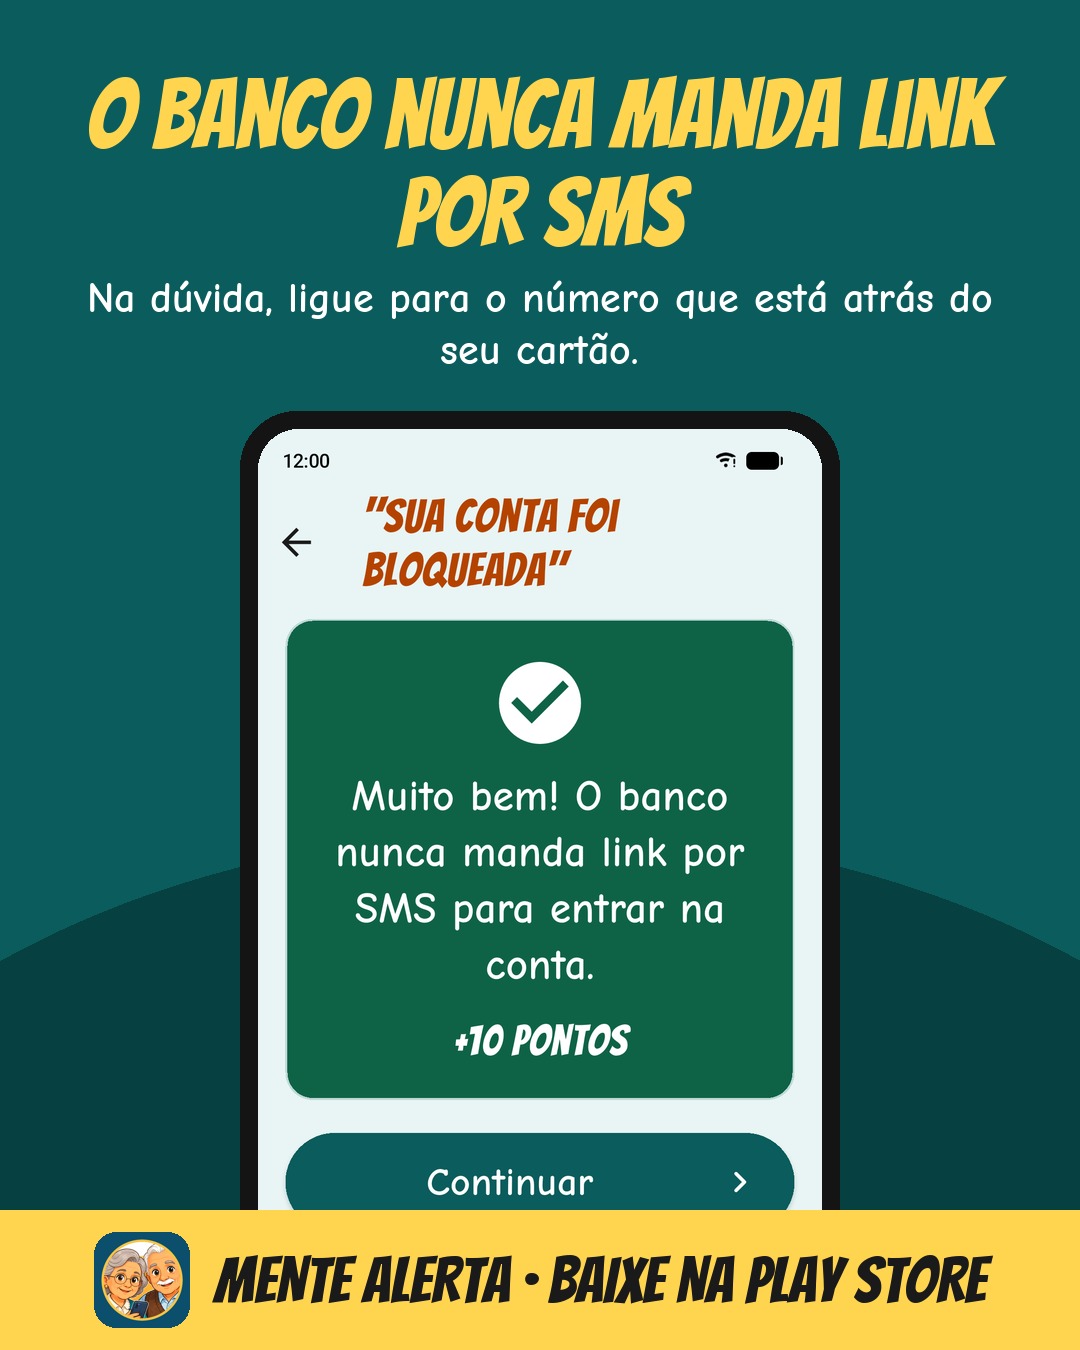 O BANCO NUNCA MANDA LINK
POR SMS
Na dúvida, ligue para o número que está atrás do
seu cartão.
12:00
"SUA CONTA FOI
BLOQUEADA"
Muito bem! O banco
nunca manda link por
SMS para entrar na
conta.
+10 PONTOS
Continuar
MENTE ALERTA • BAIXE NA PLAY STORE